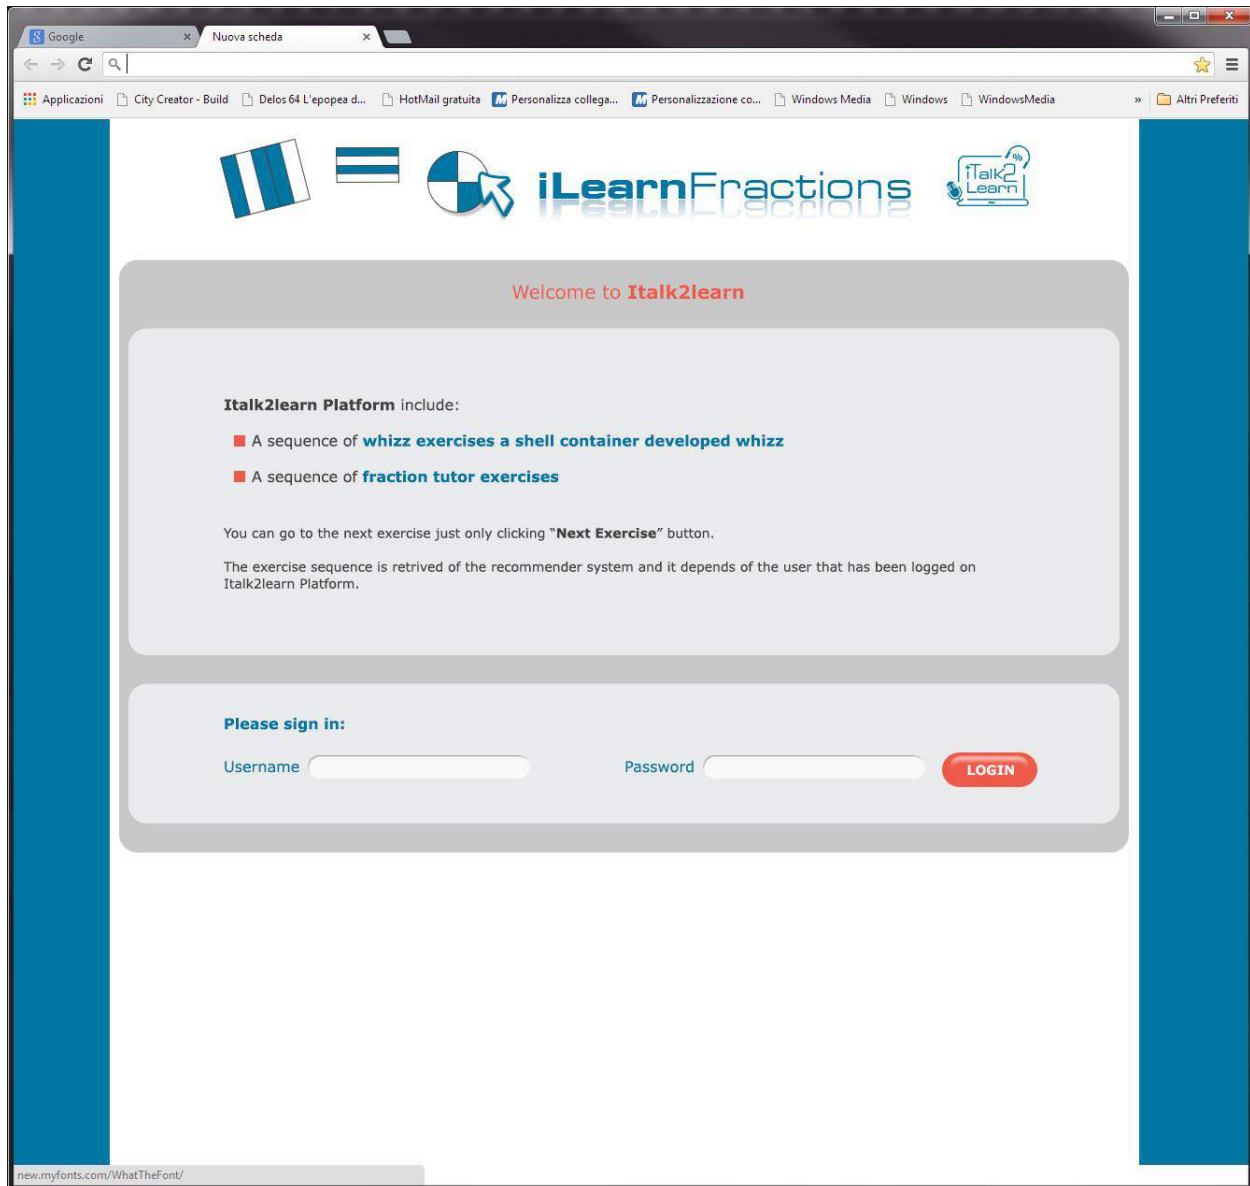 Google
Nuova scheda
Applicazioni City Creator - Build Delos 64 L'epopea d... HotMail gratuita Personalizza collega... Personalizzazione co... Windows Media Windows WindowsMedia » Altri Preferiti
iLearnFractions
iTalk2
Learn
%
Welcome to Italk2learn
Italk2learn Platform include:
A sequence of whizz exercises a shell container developed whizz
A sequence of fraction tutor exercises
You can go to the next exercise just only clicking “Next Exercise” button.
The exercise sequence is retrived of the recommender system and it depends of the user that has been logged on
Italk2learn Platform.
Please sign in:
Username Password LOGIN
new.myfonts.com/WhatTheFont/